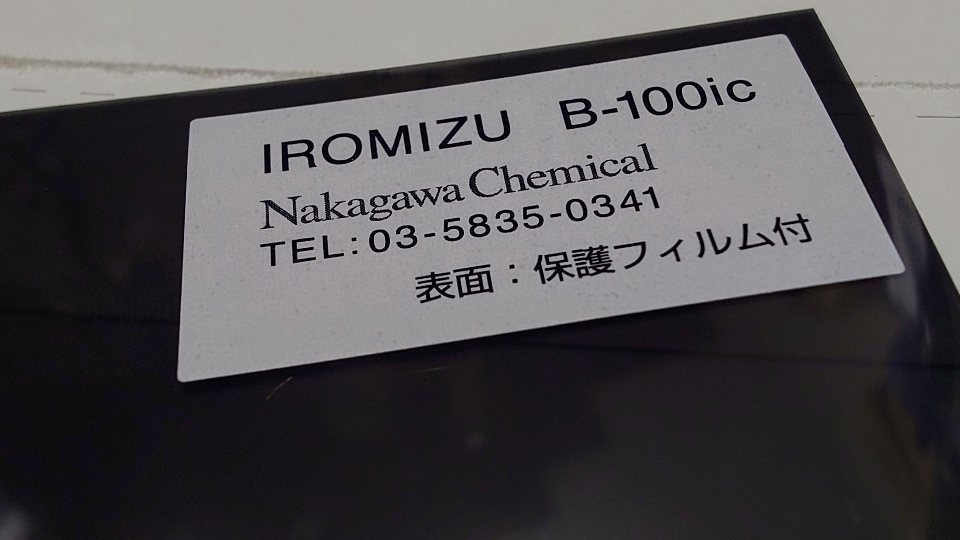 IROMIZU B-100ic
Nakagawa Chemical
TEL:03-5835-0341
表面：保護フィルム付